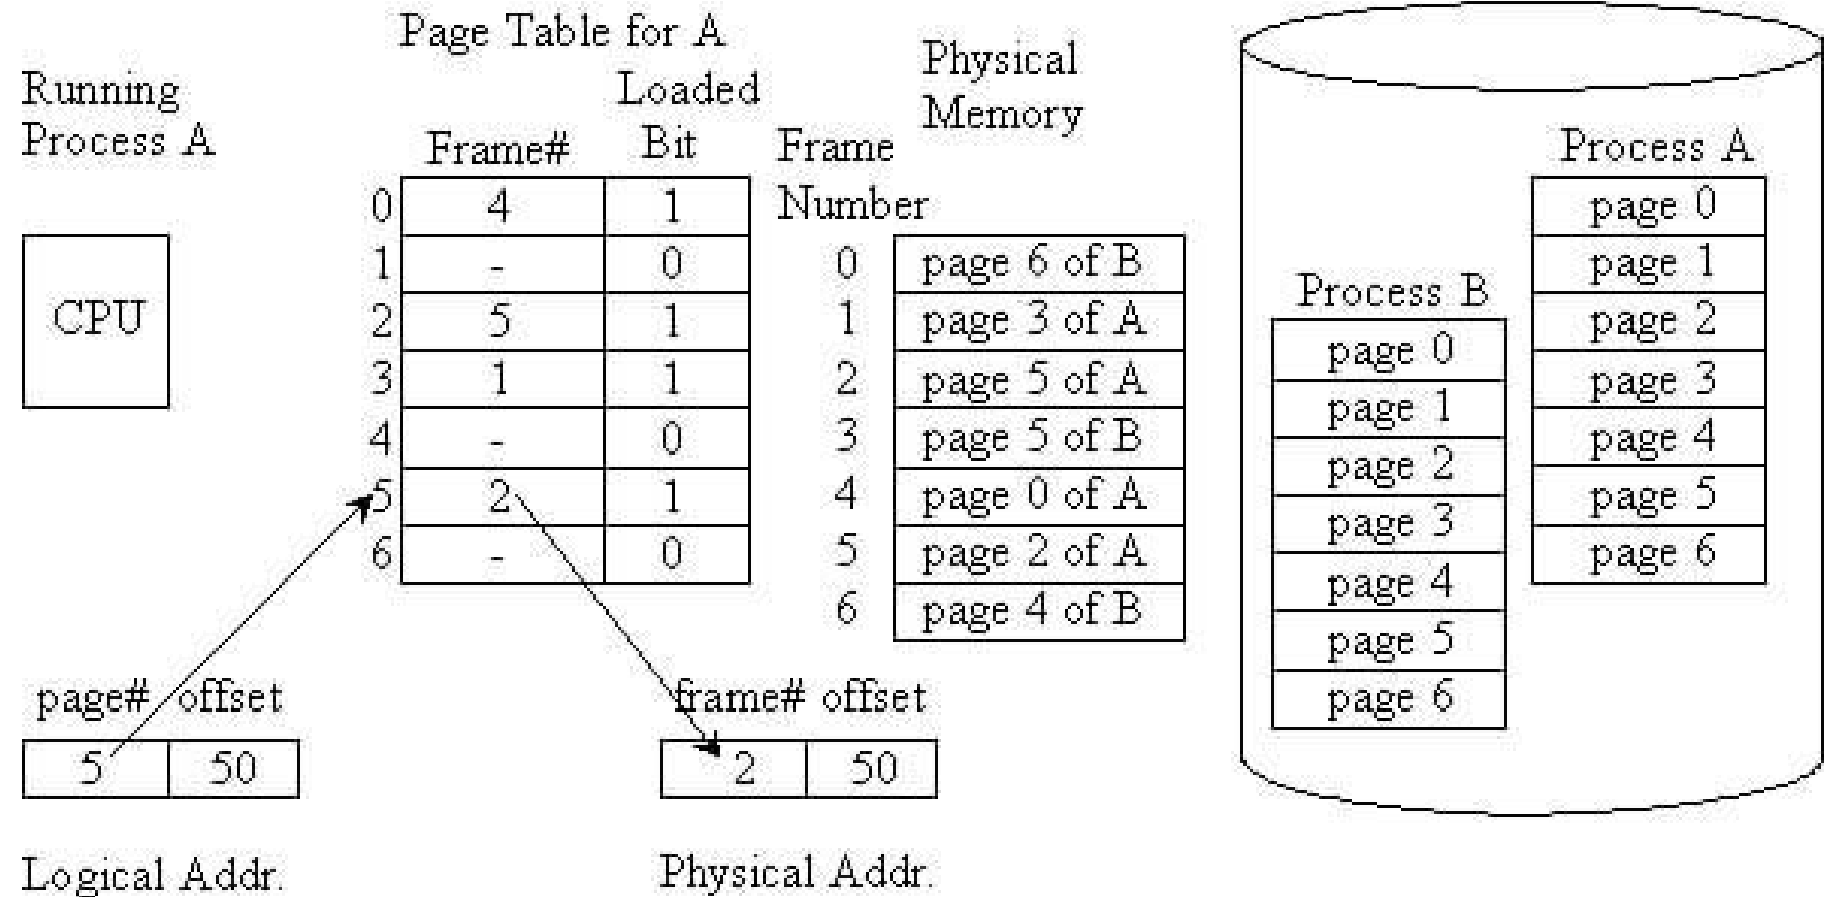 Page Table for A
Running
Process A
Loaded
Frame# Bit
0 4 1
1 - 0
2 5 1
3 1 1
4 - 0
5 2 1
6 - 0
CPU
Physical
Memory
Frame
Number
0 page 6 of B
1 page 3 of A
2 page 5 of A
3 page 5 of B
4 page 0 of A
5 page 2 of A
6 page 4 of B
Process B
page 0
page 1
page 2
page 3
page 4
page 5
page 6
Process A
page 0
page 1
page 2
page 3
page 4
page 5
page 6
page# offset
5 50
Logical Addr.
frame# offset
2 50
Physical Addr.